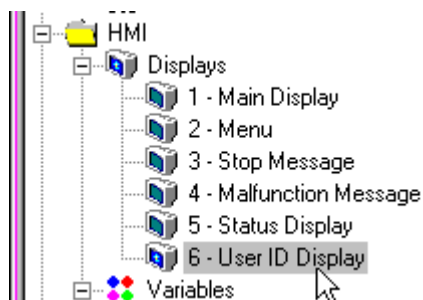 HMI
Displays
1 - Main Display
2 - Menu
3 - Stop Message
4 - Malfunction Message
5 - Status Display
6 - User ID Display
Variables